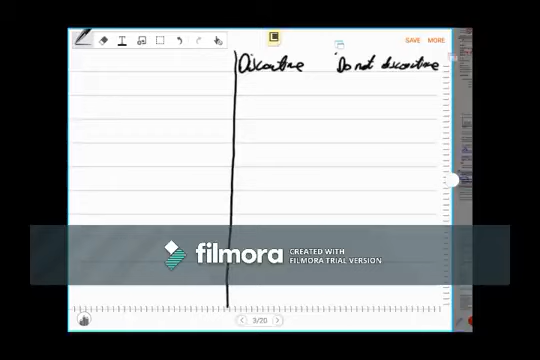 SAVE MORE
Discontinue Do not discontinue
filmora CREATED WITH
FILMORA TRIAL VERSION
3/20